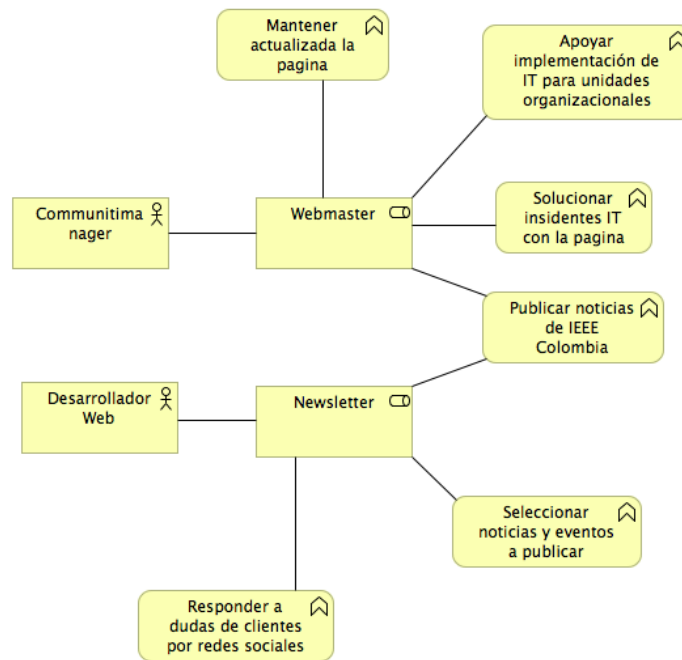 Mantener
actualizada la
pagina
Apoyar
implementación de
IT para unidades
organizacionales
Communitima
nager
Webmaster
Solucionar
insidentes IT
con la pagina
Publicar noticias
de IEEE
Colombia
Desarrollador
Web
Newsletter
Seleccionar
noticias y eventos
a publicar
Responder a
dudas de clientes
por redes sociales